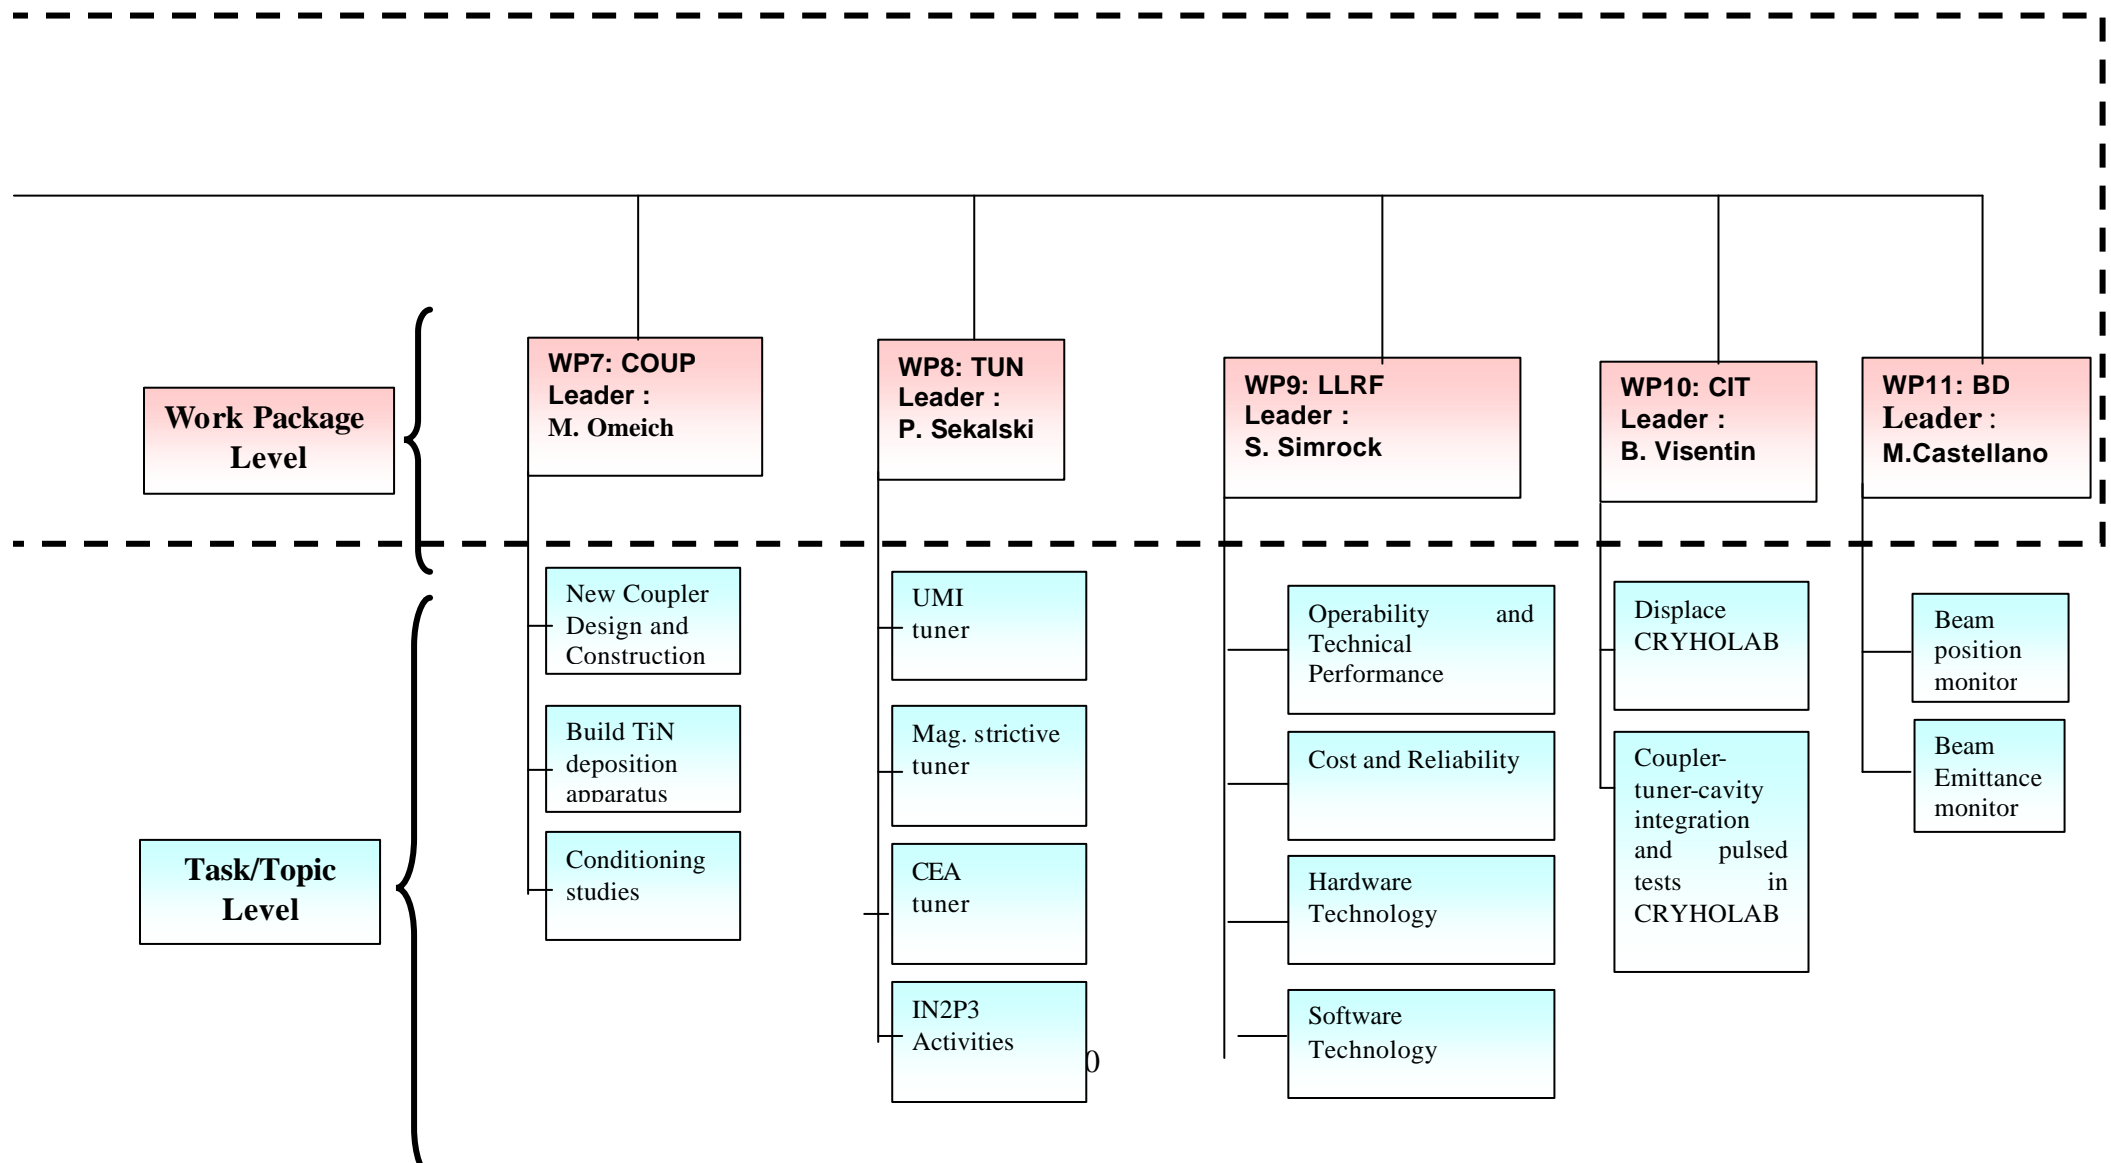 Work Package
Level
WP7: COUP
Leader :
M. Omeich
WP8: TUN
Leader :
P. Sekalski
WP9: LLRF
Leader :
S. Simrock
WP10: CIT
Leader :
B. Visentin
WP11: BD
Leader :
M.Castellano
Task/Topic
Level
New Coupler
Design and
Construction
Build TiN
deposition
apparatus
Conditioning
studies
UMI
tuner
Mag. strictive
tuner
CEA
tuner
IN2P3
Activities
0
Operability and
Technical
Performance
Cost and Reliability
Hardware
Technology
Software
Technology
Displace
CRYHOLAB
Coupler-
tuner-cavity
integration
and pulsed
tests in
CRYHOLAB
Beam
position
monitor
Beam
Emittance
monitor